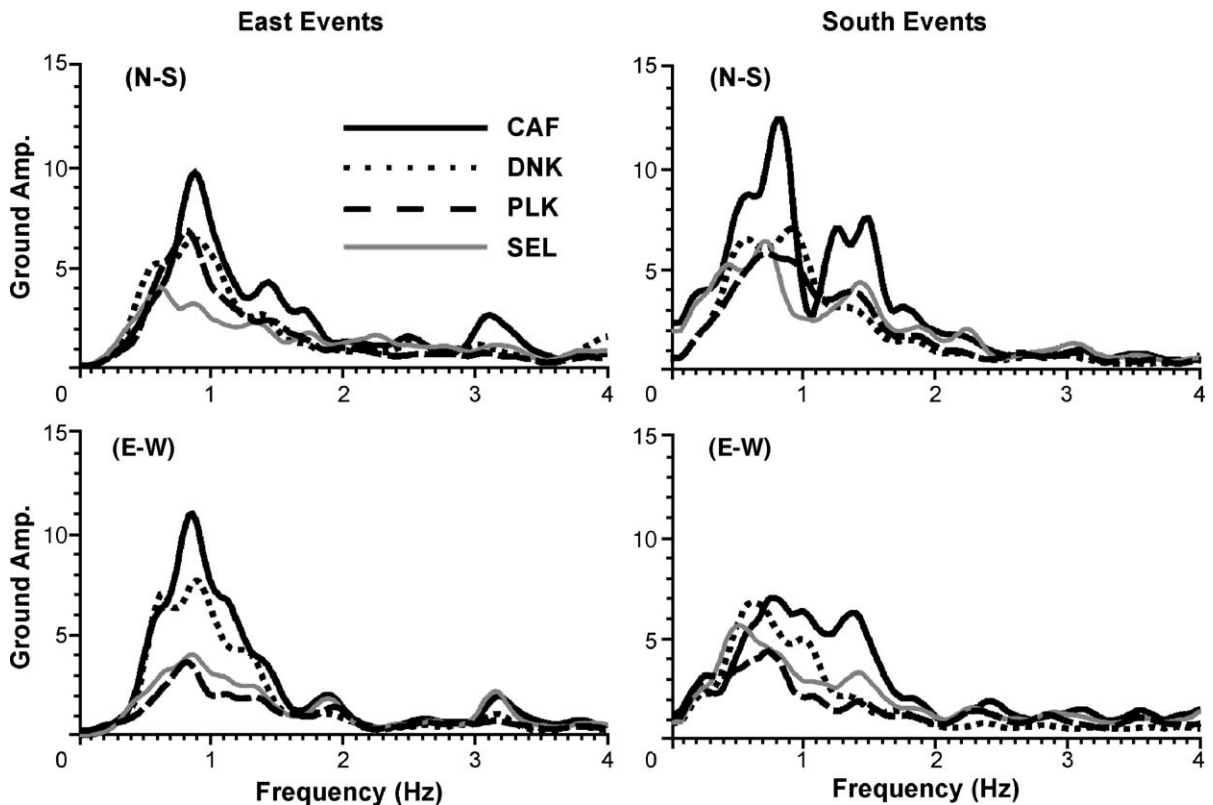 East Events
South Events
Ground Amp.
15
10
5
(N-S)
CAF
DNK
PLK
SEL
0
1
2
3
4
15
10
5
(N-S)
0
1
2
3
4
Ground Amp.
15
10
5
(E-W)
0
1
2
3
4
Frequency (Hz)
15
10
5
(E-W)
0
1
2
3
4
Frequency (Hz)